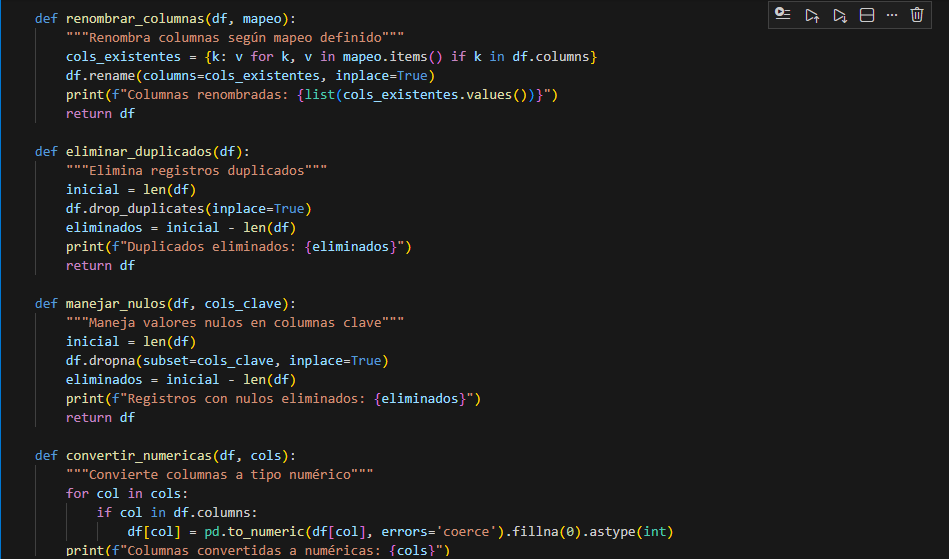 def renombrar_columnas(df, mapeo):
    """Renombra columnas según mapeo definido"""
    cols_existentes = {k: v for k, v in mapeo.items() if k in df.columns}
    df.rename(columns=cols_existentes, inplace=True)
    print(f"Columnas renombradas: {list(cols_existentes.values())}")
    return df

def eliminar_duplicados(df):
    """Elimina registros duplicados"""
    inicial = len(df)
    df.drop_duplicates(inplace=True)
    eliminados = inicial - len(df)
    print(f"Duplicados eliminados: {eliminados}")
    return df

def manejar_nulos(df, cols_clave):
    """Maneja valores nulos en columnas clave"""
    inicial = len(df)
    df.dropna(subset=cols_clave, inplace=True)
    eliminados = inicial - len(df)
    print(f"Registros con nulos eliminados: {eliminados}")
    return df

def convertir_numericas(df, cols):
    """Convierte columnas a tipo numérico"""
    for col in cols:
        if col in df.columns:
            df[col] = pd.to_numeric(df[col], errors='coerce').fillna(0).astype(int)
    print(f"Columnas convertidas a numéricas: {cols}")